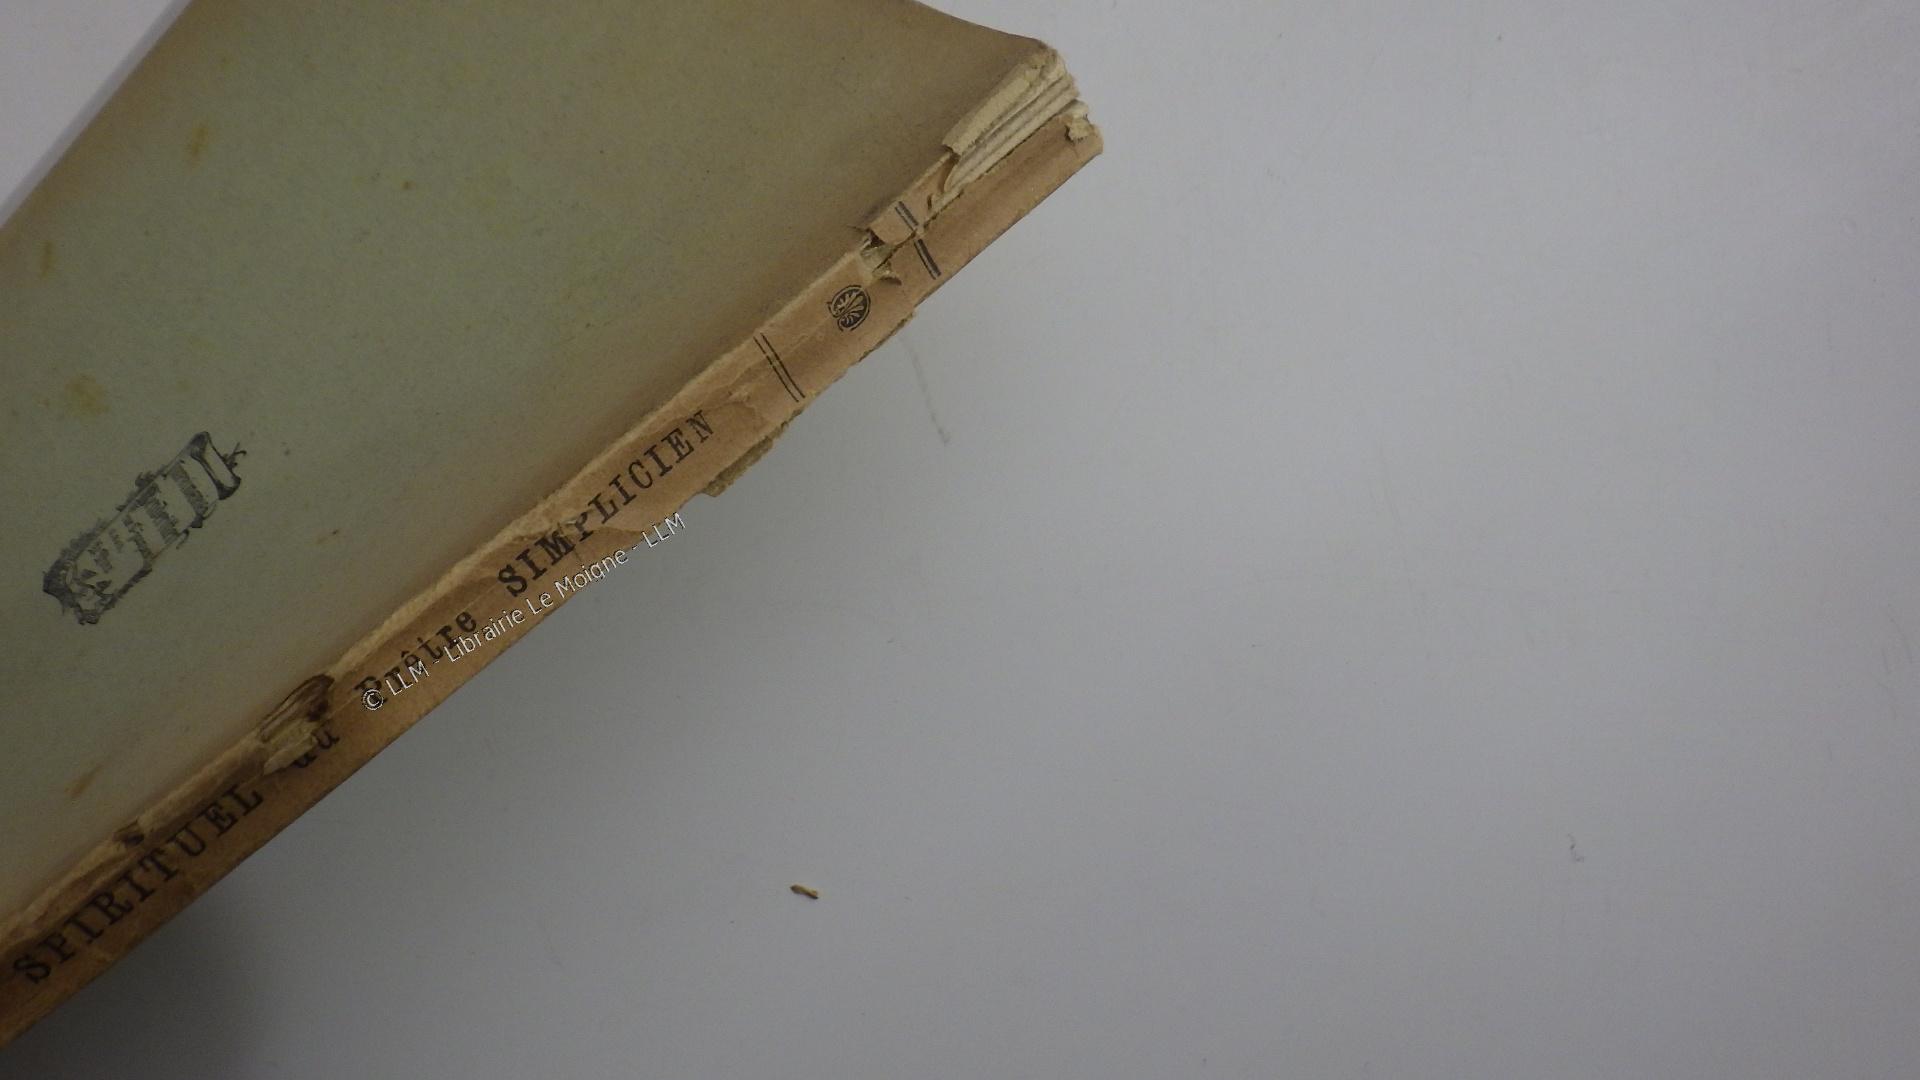 SPIRITUEL du Prêtre SIMPLICIEN
© LLM - Librairie Le Moigne - LLM